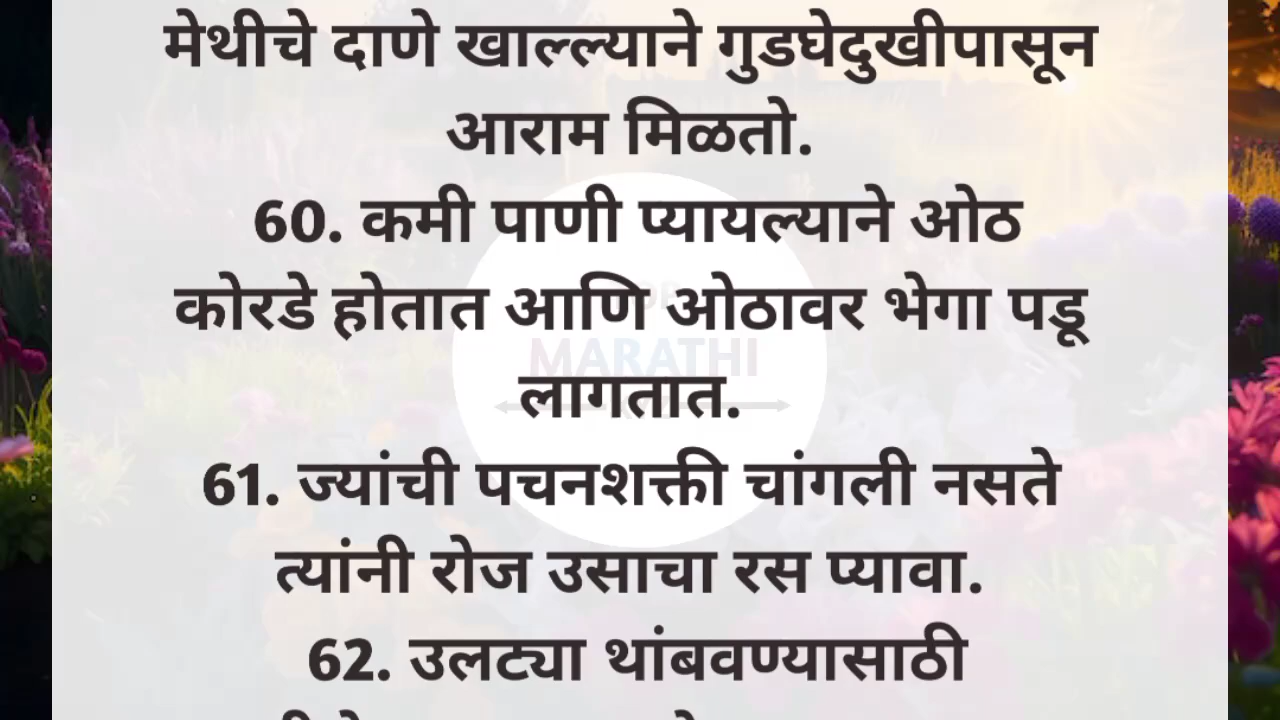 मेथीचे दाणे खाल्ल्याने गुडघेदुखीपासून
आराम मिळतो.
60. कमी पाणी प्यायल्याने ओठ
कोरडे होतात आणि ओठावर भेगा पडू
MARATHI
लागतात.
61. ज्यांची पचनशक्ती चांगली नसते
त्यांनी रोज उसाचा रस प्यावा.
62. उलट्या थांबवण्यासाठी